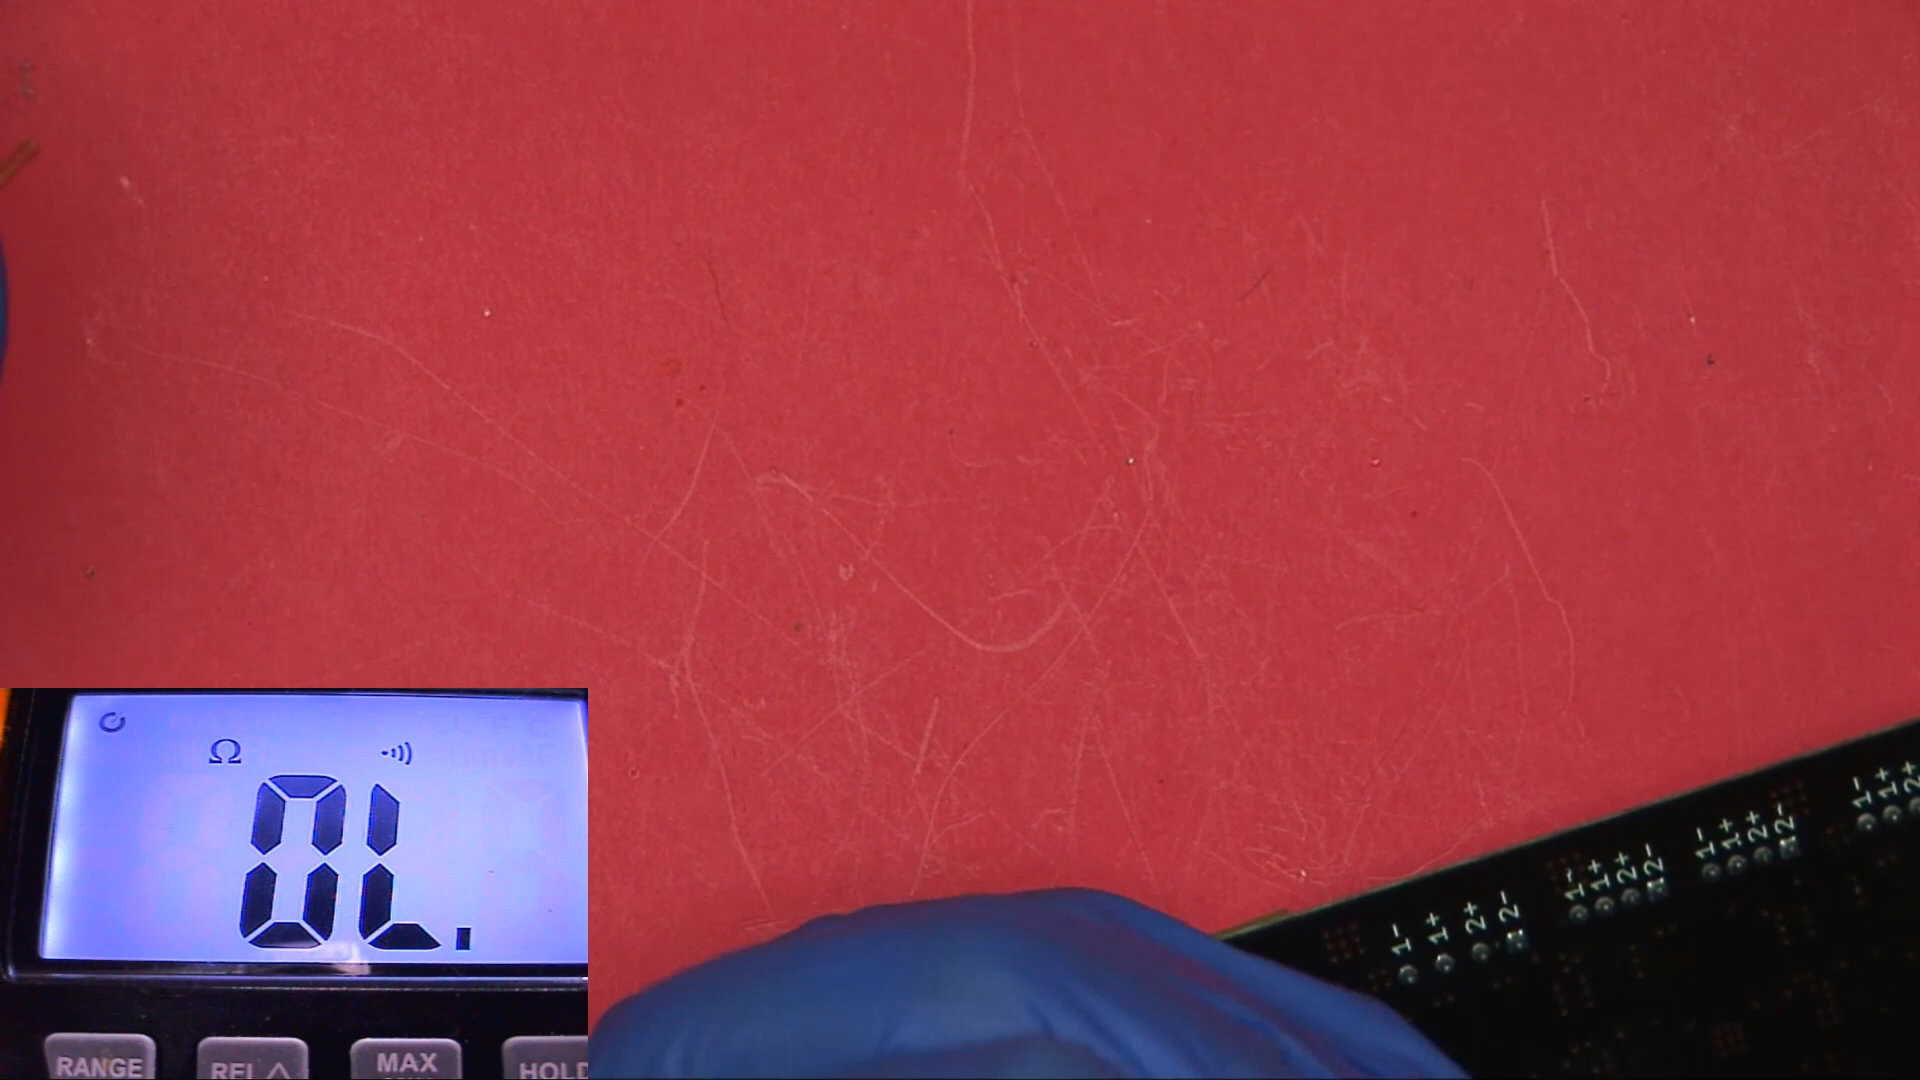 Ω
OL.
RANGE
REL △
MAX
HOLD
1- 1+ 2+ 2-
1- 1+ 2+ 2-
1- 1+ 2+ 2-
1- 1+ 2+